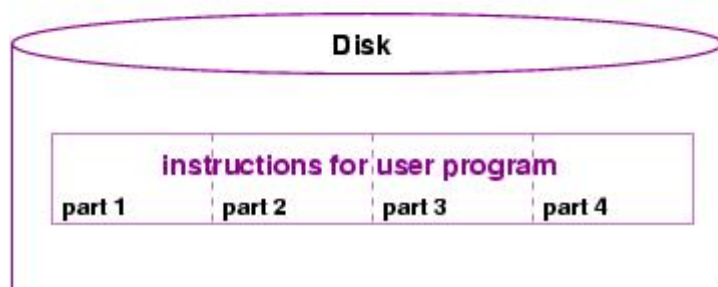 Disk
instructions for user program
part 1 part 2 part 3 part 4